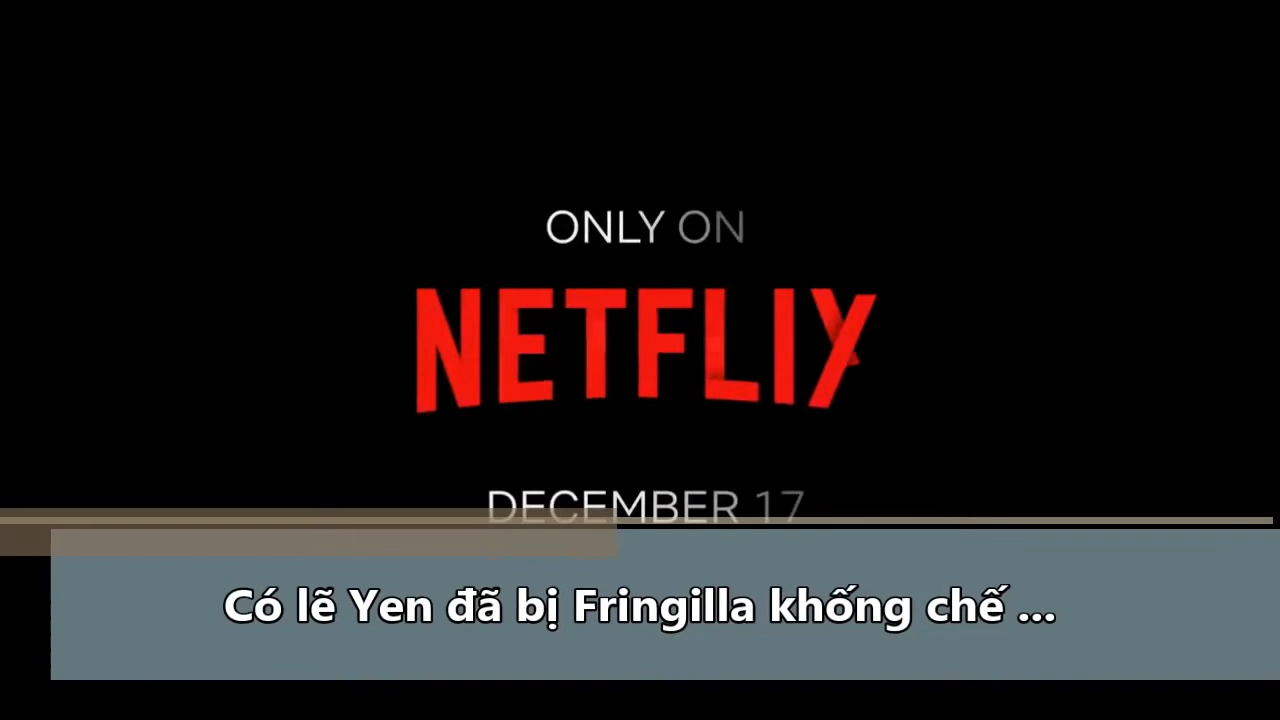 ONLY ON
NETFLIX
DECEMBER 17
Có lẽ Yen đã bị Fringilla khống chế ...